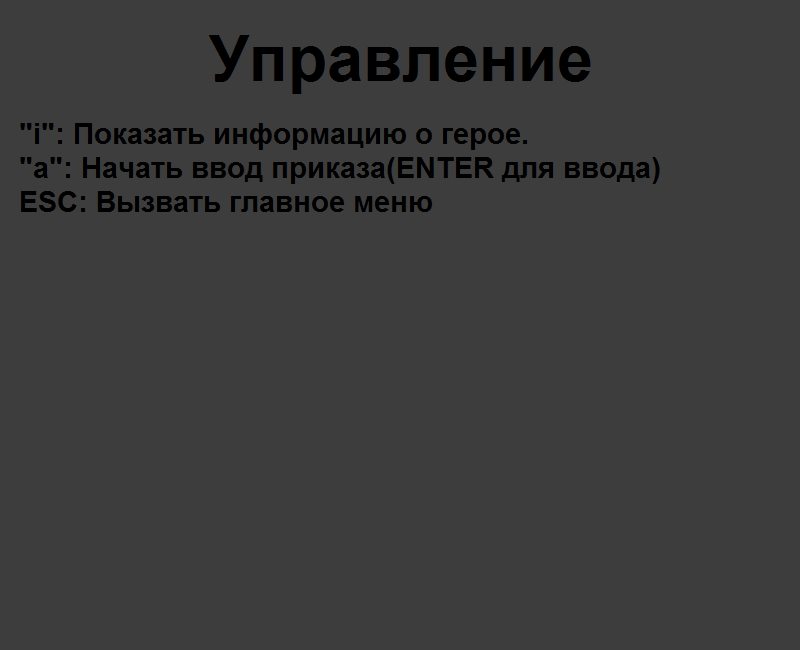 Управление
"i": Показать информацию о герое.
"a": Начать ввод приказа(ENTER для ввода)
ESC: Вызвать главное меню